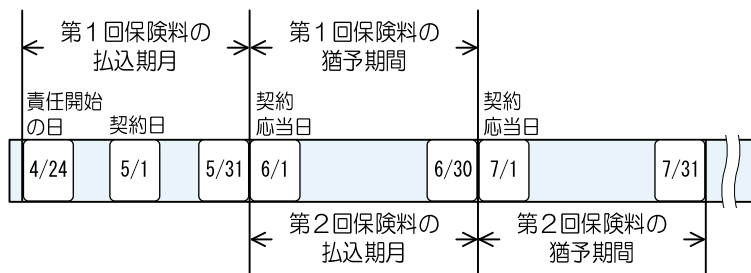 第1回保険料の
払込期月
第1回保険料の
猶予期間
責任開始
の日
契約日
契約
応当日
契約
応当日
4/24
5/1
5/31
6/1
6/30
7/1
7/31
第2回保険料の
払込期月
第2回保険料の
猶予期間